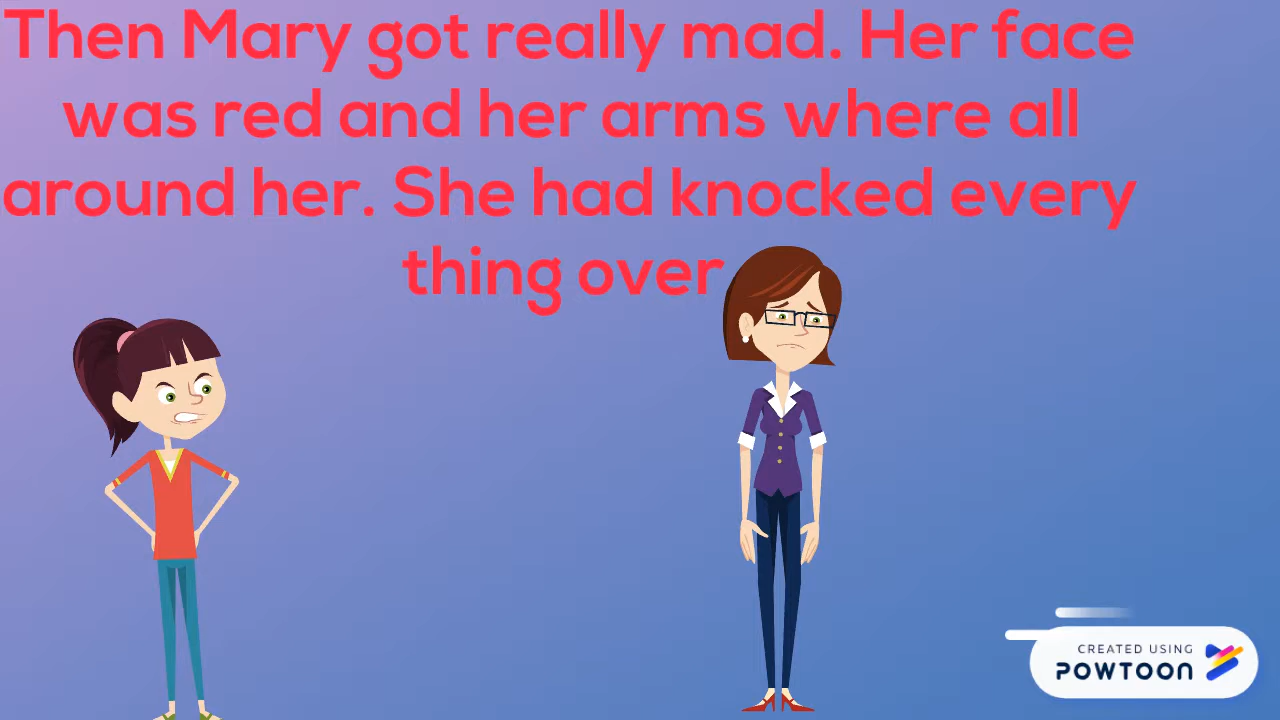 Then Mary got really mad. Her face
was red and her arms where all
around her. She had knocked every
thing over
CREATED USING
POWTOON